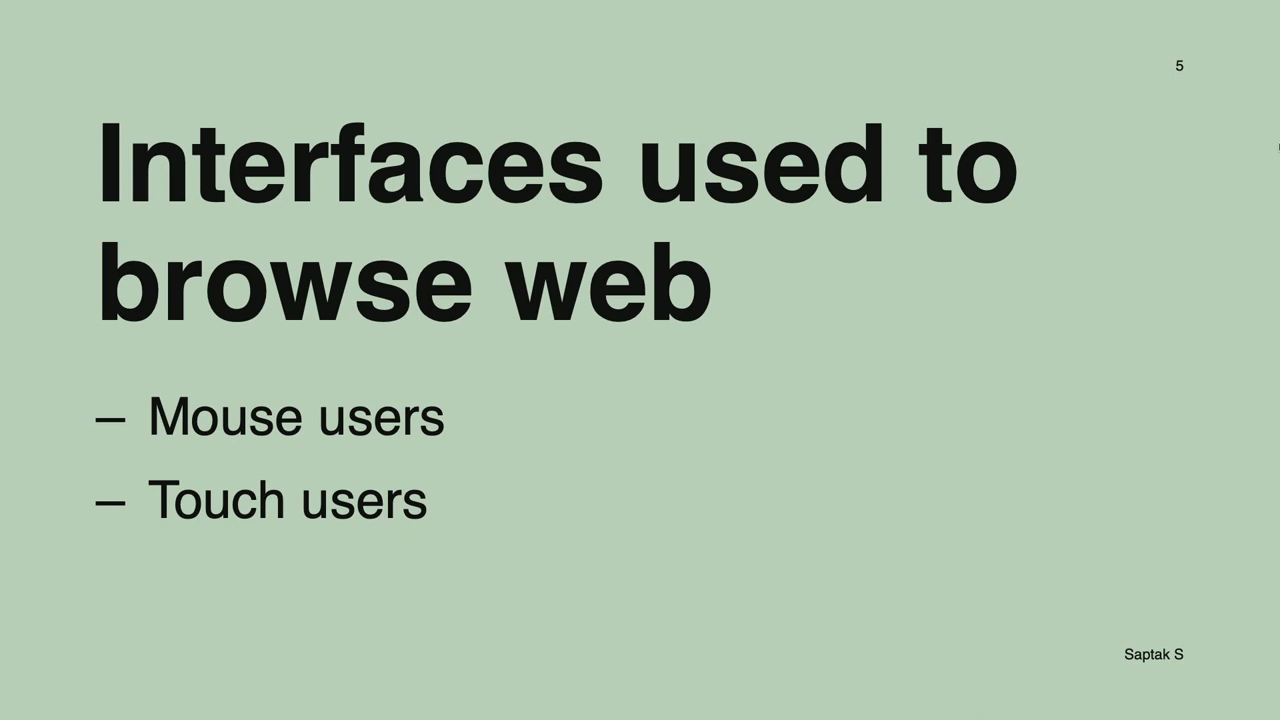 5
Interfaces used to
browse web
– Mouse users
– Touch users
Saptak S